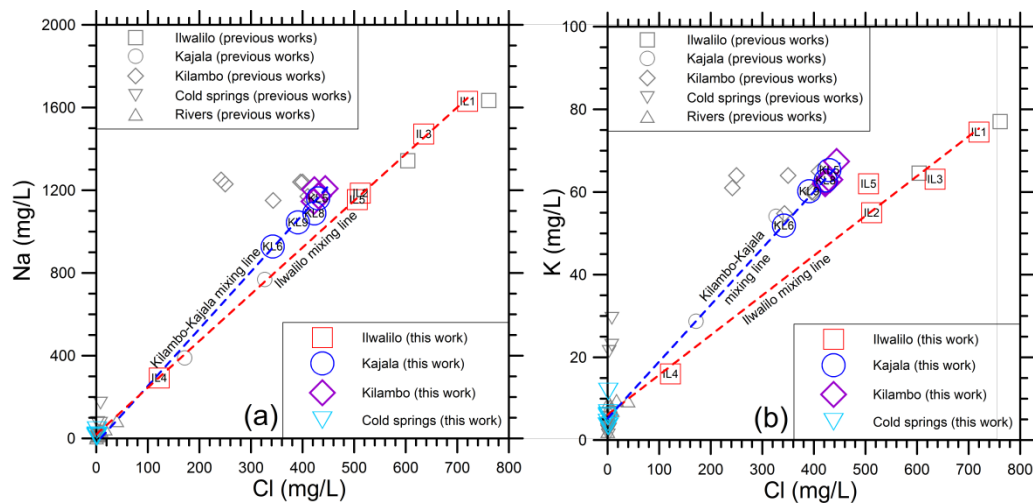 2000
1600
1200
800
400
0
Na (mg/L)
Ilwalilo (previous works)
Kajala (previous works)
Kilambo (previous works)
Cold springs (previous works)
Rivers (previous works)
IL1
IL3
IL5
KL8
KL9
KL6
IL4
Kilambo-Kajala mixing line
Ilwalilo mixing line
Ilwalilo (this work)
Kajala (this work)
Kilambo (this work)
Cold springs (this work)
(a)
0 100 200 300 400 500 600 700 800
Cl (mg/L)
100
80
60
40
20
0
K (mg/L)
Ilwalilo (previous works)
Kajala (previous works)
Kilambo (previous works)
Cold springs (previous works)
Rivers (previous works)
IL1
IL3
IL5
IL2
KL5
KL9
KL6
IL4
Kilambo-Kajala
mixing line
Ilwalilo mixing line
Ilwalilo (this work)
Kajala (this work)
Kilambo (this work)
Cold springs (this work)
(b)
0 100 200 300 400 500 600 700 800
Cl (mg/L)